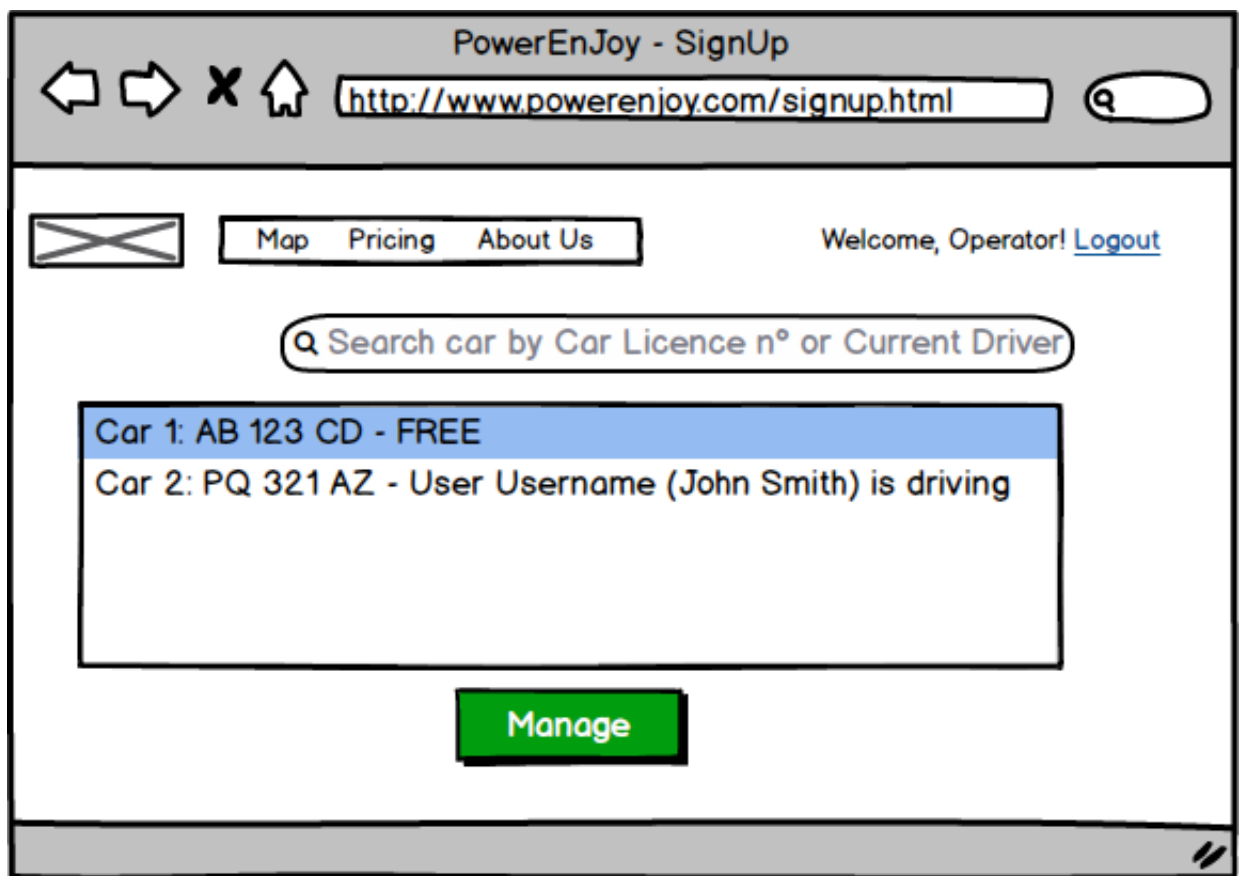 PowerEnJoy - SignUp
http://www.powerenjoy.com/signup.html
Map Pricing About Us
Welcome, Operator! Logout
Search car by Car Licence n° or Current Driver
Car 1: AB 123 CD - FREE
Car 2: PQ 321 AZ - User Username (John Smith) is driving
Manage